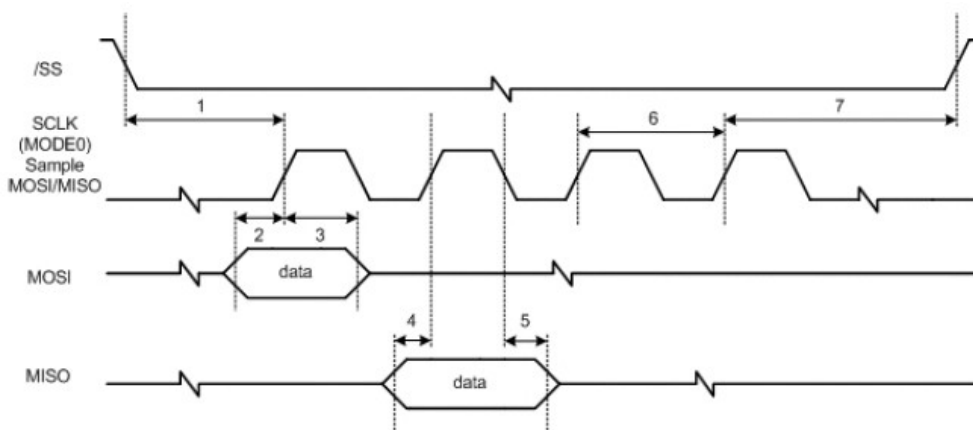 /SS
1
7
6
SCLK
(MODE0)
Sample
MOSI/MISO
2
3
MOSI
data
4
5
MISO
data